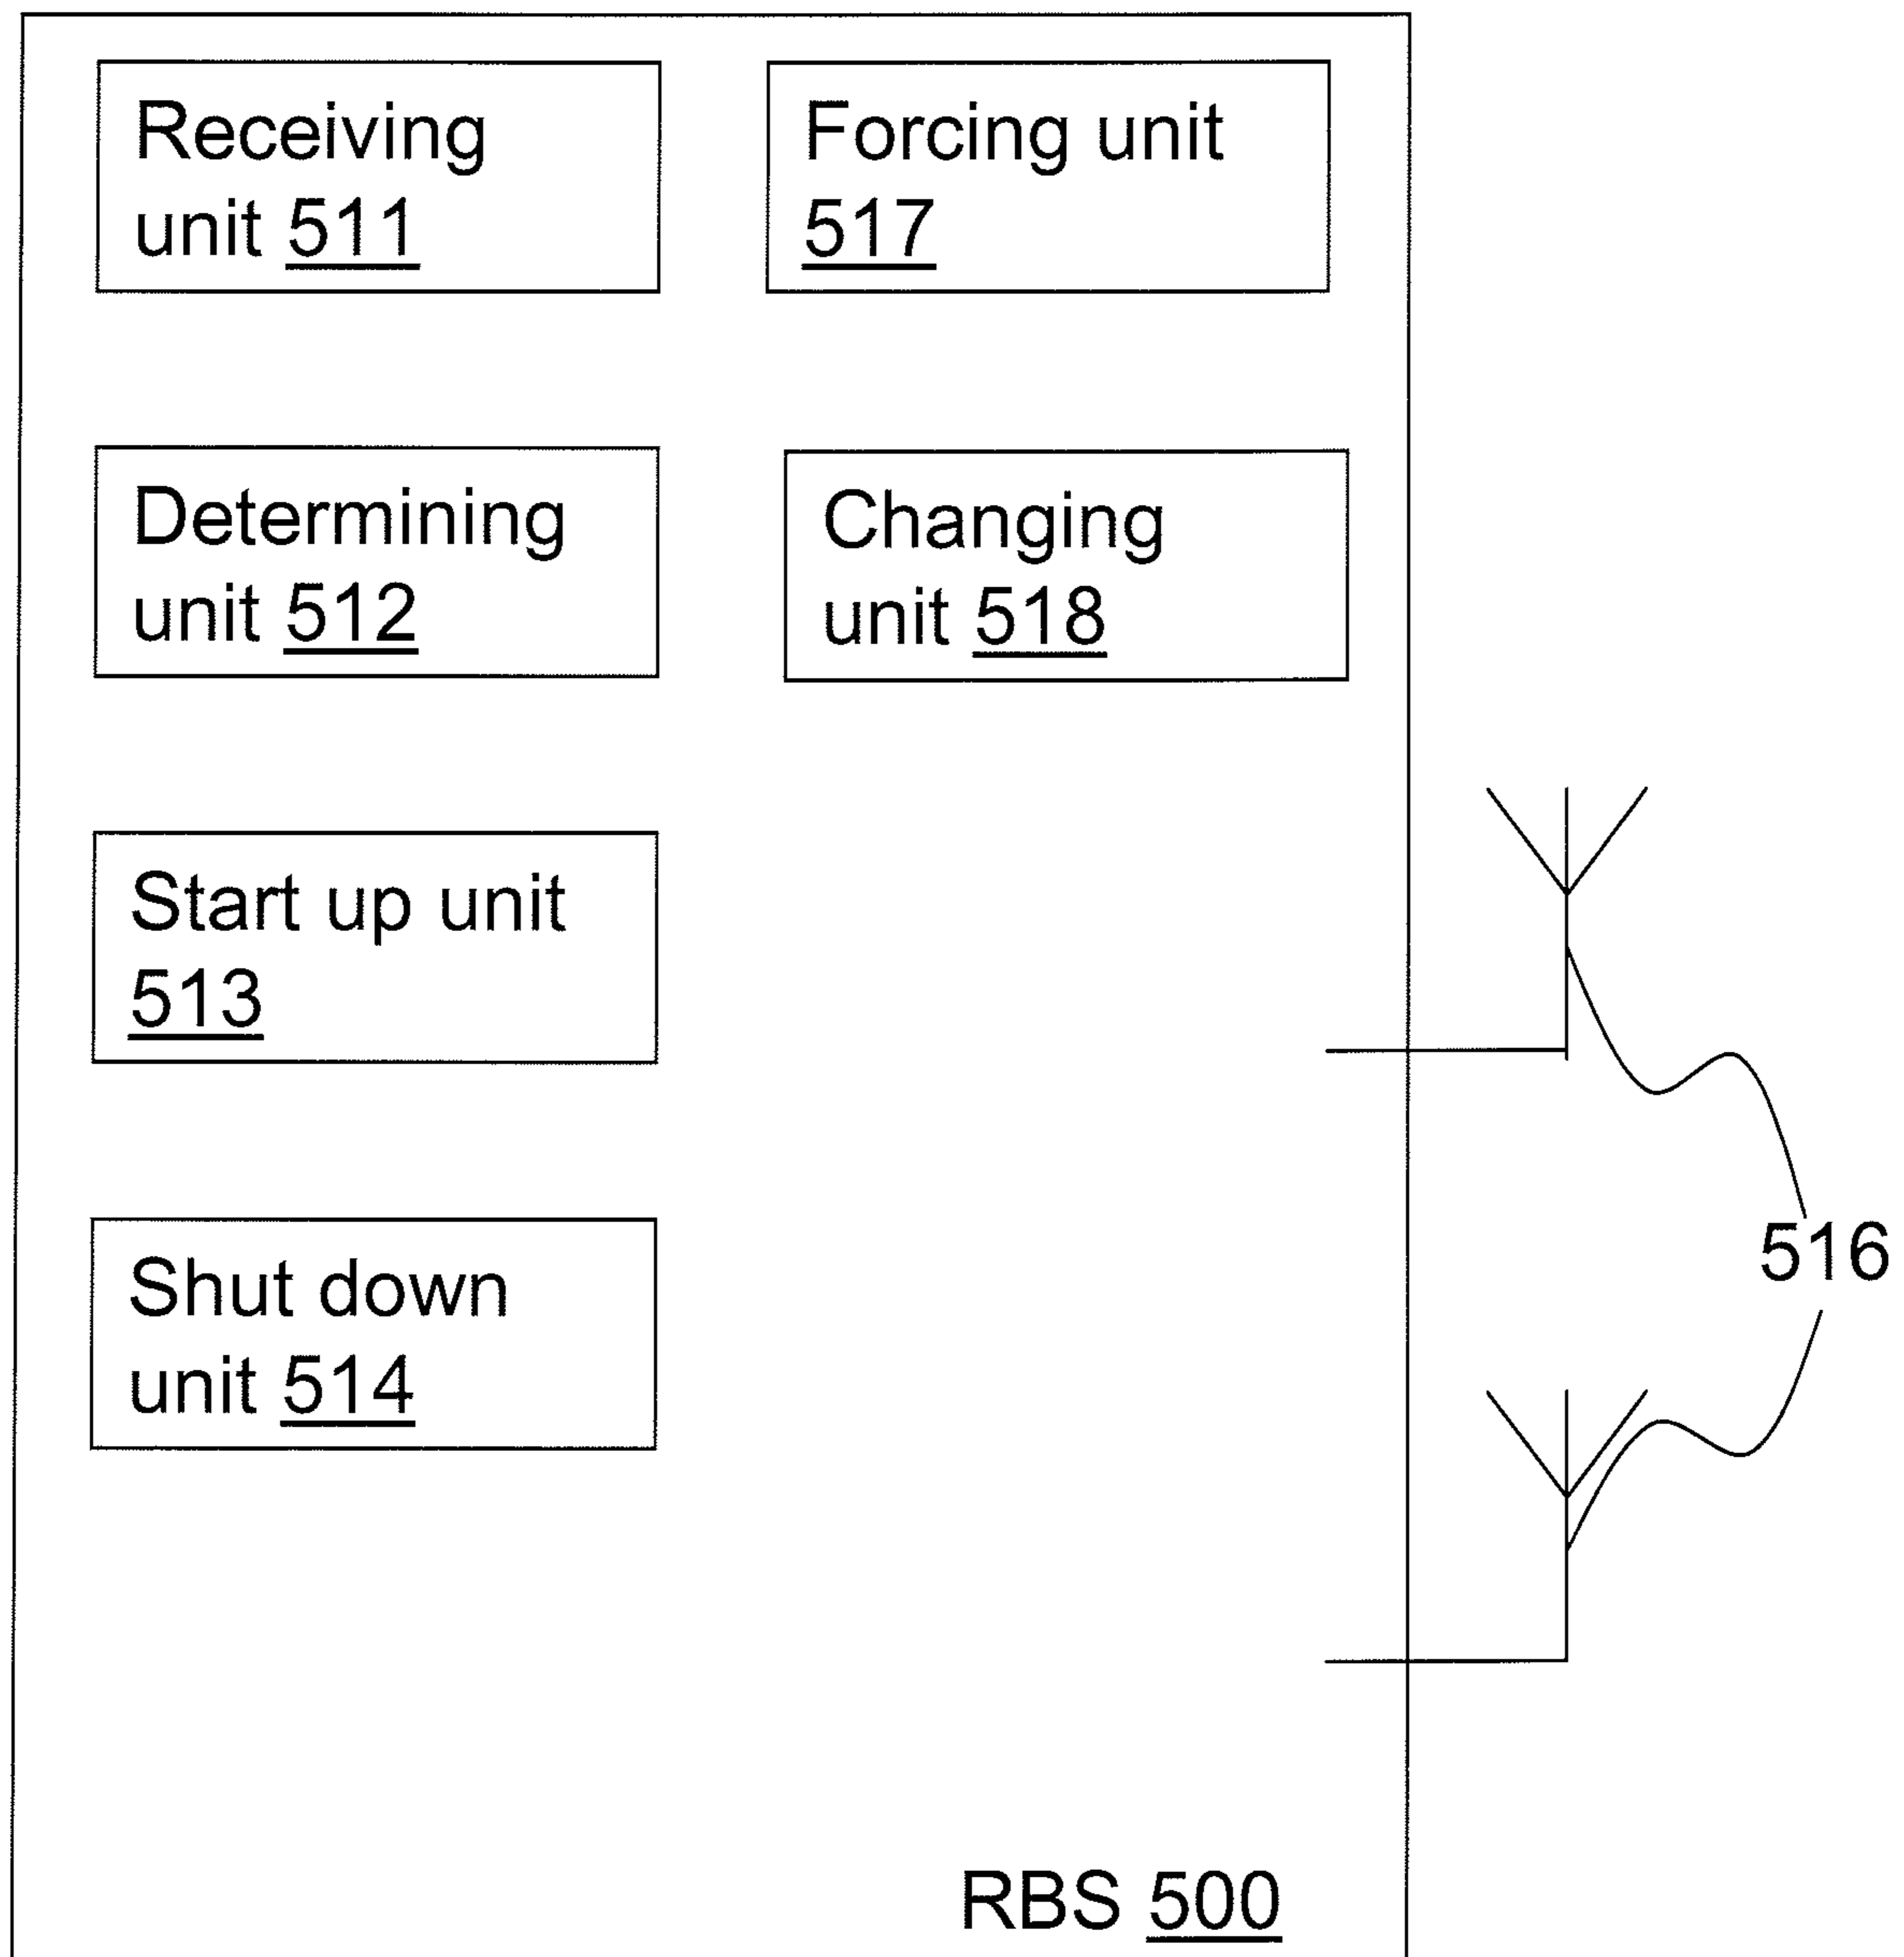 Receiving
unit 511
Forcing unit
517
Determining
unit 512
Changing
unit 518
Start up unit
513
Shut down
unit 514
516
RBS 500